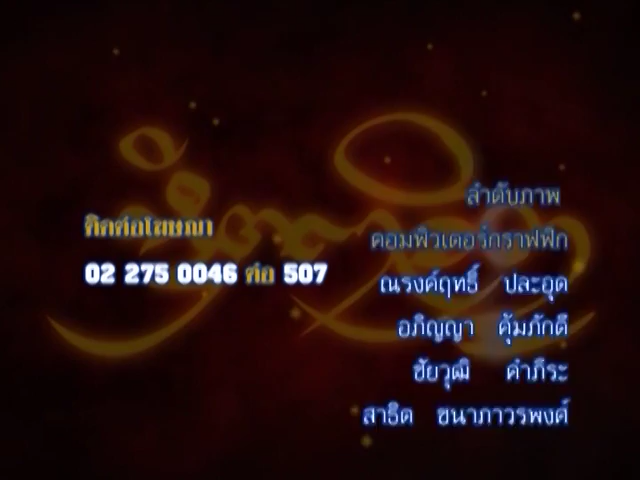 ติดต่อโฆษณา
02 275 0046 ต่อ 507
ลำดับภาพ
คอมพิวเตอร์กราฟฟิก
ณรงค์ฤทธิ์ ปละอุด
อภิญญา คุ้มภักดี
ชัยวุฒิ คำภิระ
สาธิต ชนาภาวรพงศ์